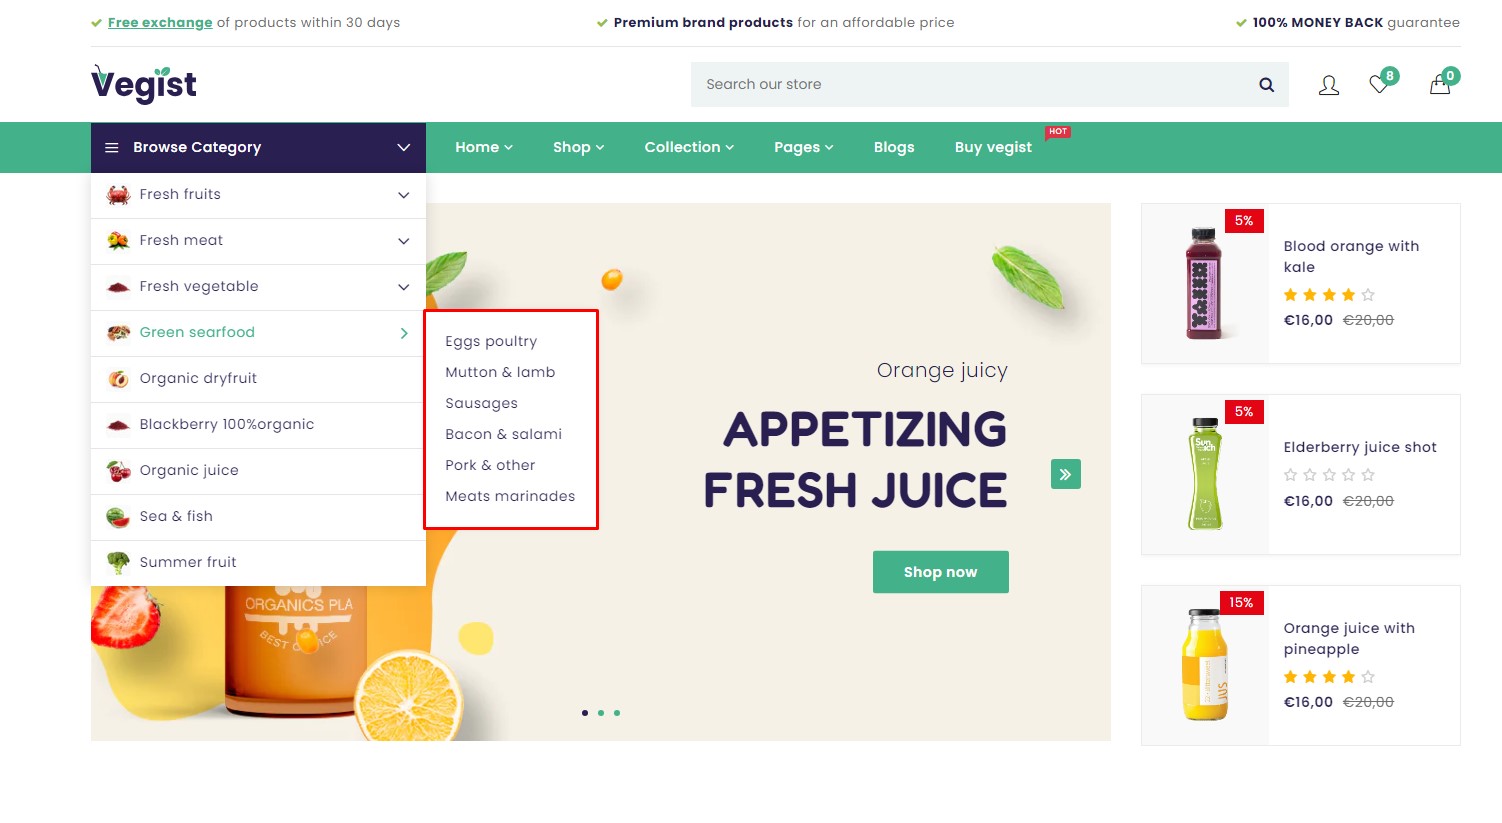 Free exchange of products within 30 days
Premium brand products for an affordable price
100% MONEY BACK guarantee
Vegist
Search our store
8
0
Browse Category
Home
Shop
Collection
Pages
Blogs
Buy vegist
HOT
Fresh fruits
Fresh meat
Fresh vegetable
Green searfood
Organic dryfruit
Blackberry 100%organic
Organic juice
Sea & fish
Summer fruit
Eggs poultry
Mutton & lamb
Sausages
Bacon & salami
Pork & other
Meats marinades
ORGANICS PLA
Orange juicy
APPETIZING
FRESH JUICE
Shop now
5%
Blood orange with
kale
€16,00 €20,00
5%
Elderberry juice shot
€16,00 €20,00
15%
Orange juice with
pineapple
€16,00 €20,00
JUS